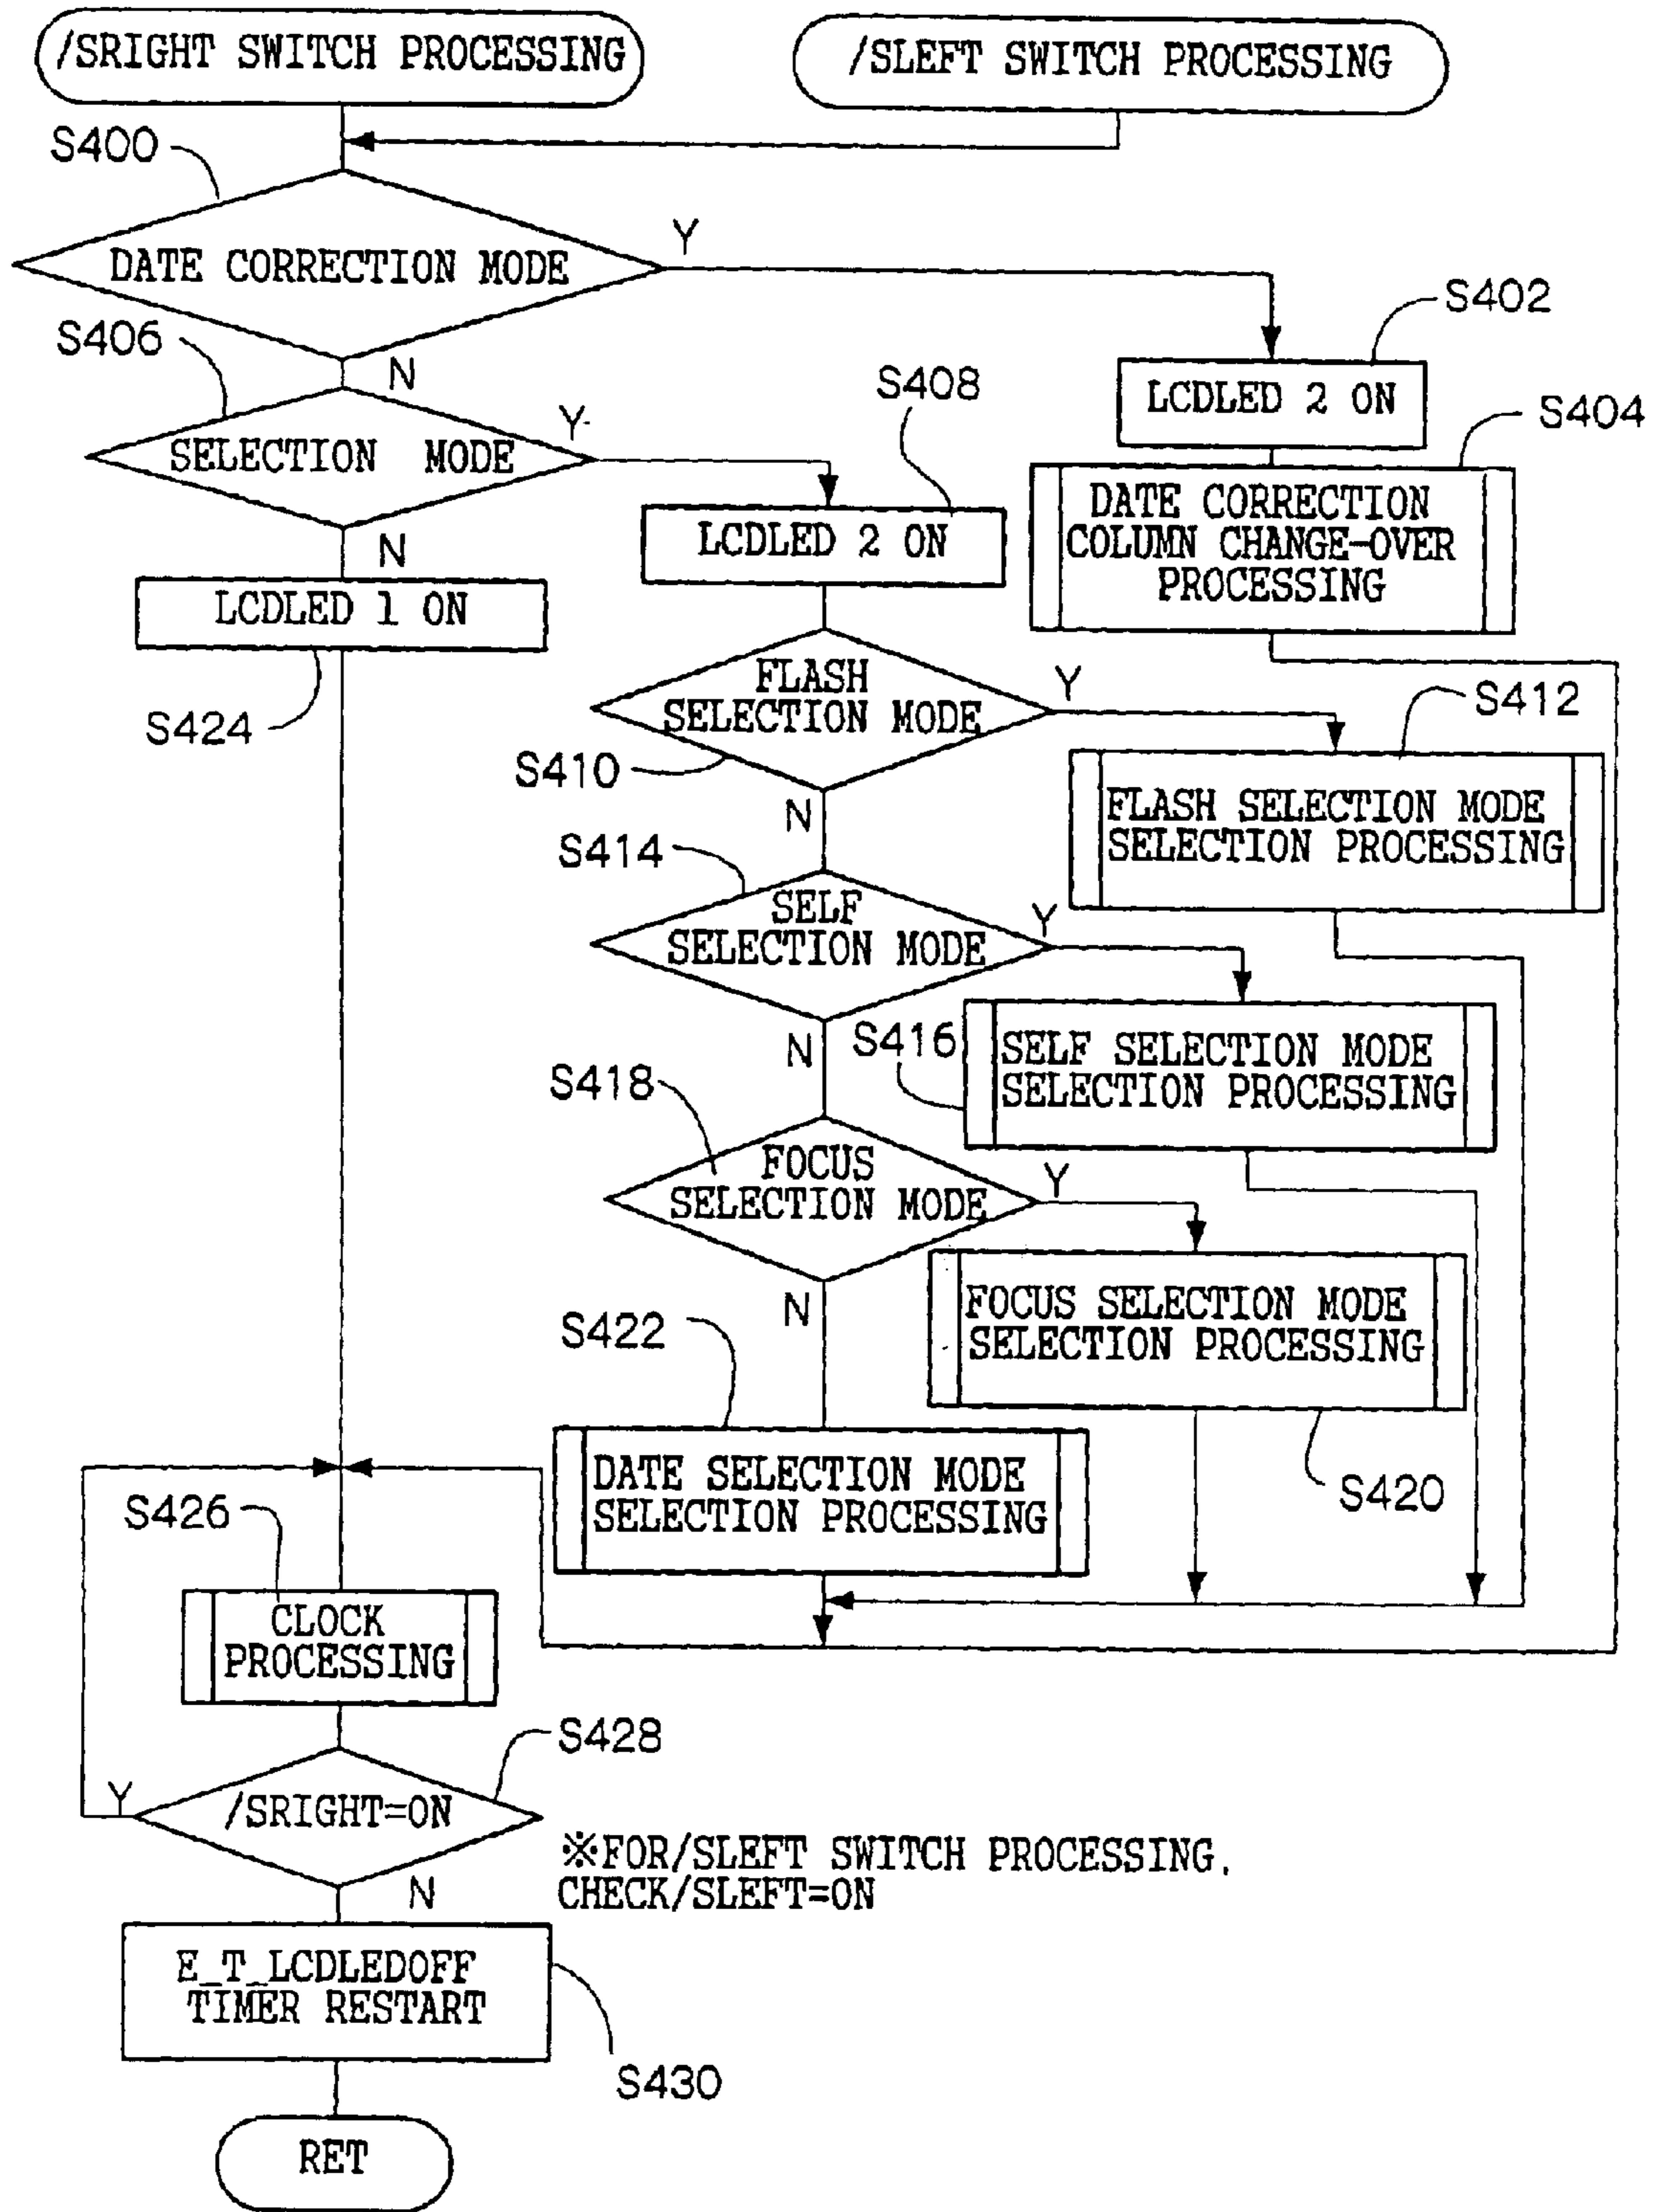 /SRIGHT SWITCH PROCESSING
/SLEFT SWITCH PROCESSING
S400
DATE CORRECTION MODE
Y
S402
LCDLED 2 ON
S406
N
SELECTION MODE
Y
S408
LCDLED 2 ON
S404
DATE CORRECTION
COLUMN CHANGE-OVER
PROCESSING
N
LCDLED 1 ON
S424
FLASH
SELECTION MODE
Y
S410
S412
FLASH SELECTION MODE
SELECTION PROCESSING
N
S414
SELF
SELECTION MODE
Y
N
S416
SELF SELECTION MODE
SELECTION PROCESSING
S418
FOCUS
SELECTION MODE
Y
FOCUS SELECTION MODE
SELECTION PROCESSING
N
S422
S420
DATE SELECTION MODE
SELECTION PROCESSING
S426
CLOCK
PROCESSING
S428
Y
/SRIGHT=ON
※FOR/SLEFT SWITCH PROCESSING,
CHECK/SLEFT=ON
N
E_T_LCDLEDOFF
TIMER RESTART
S430
RET